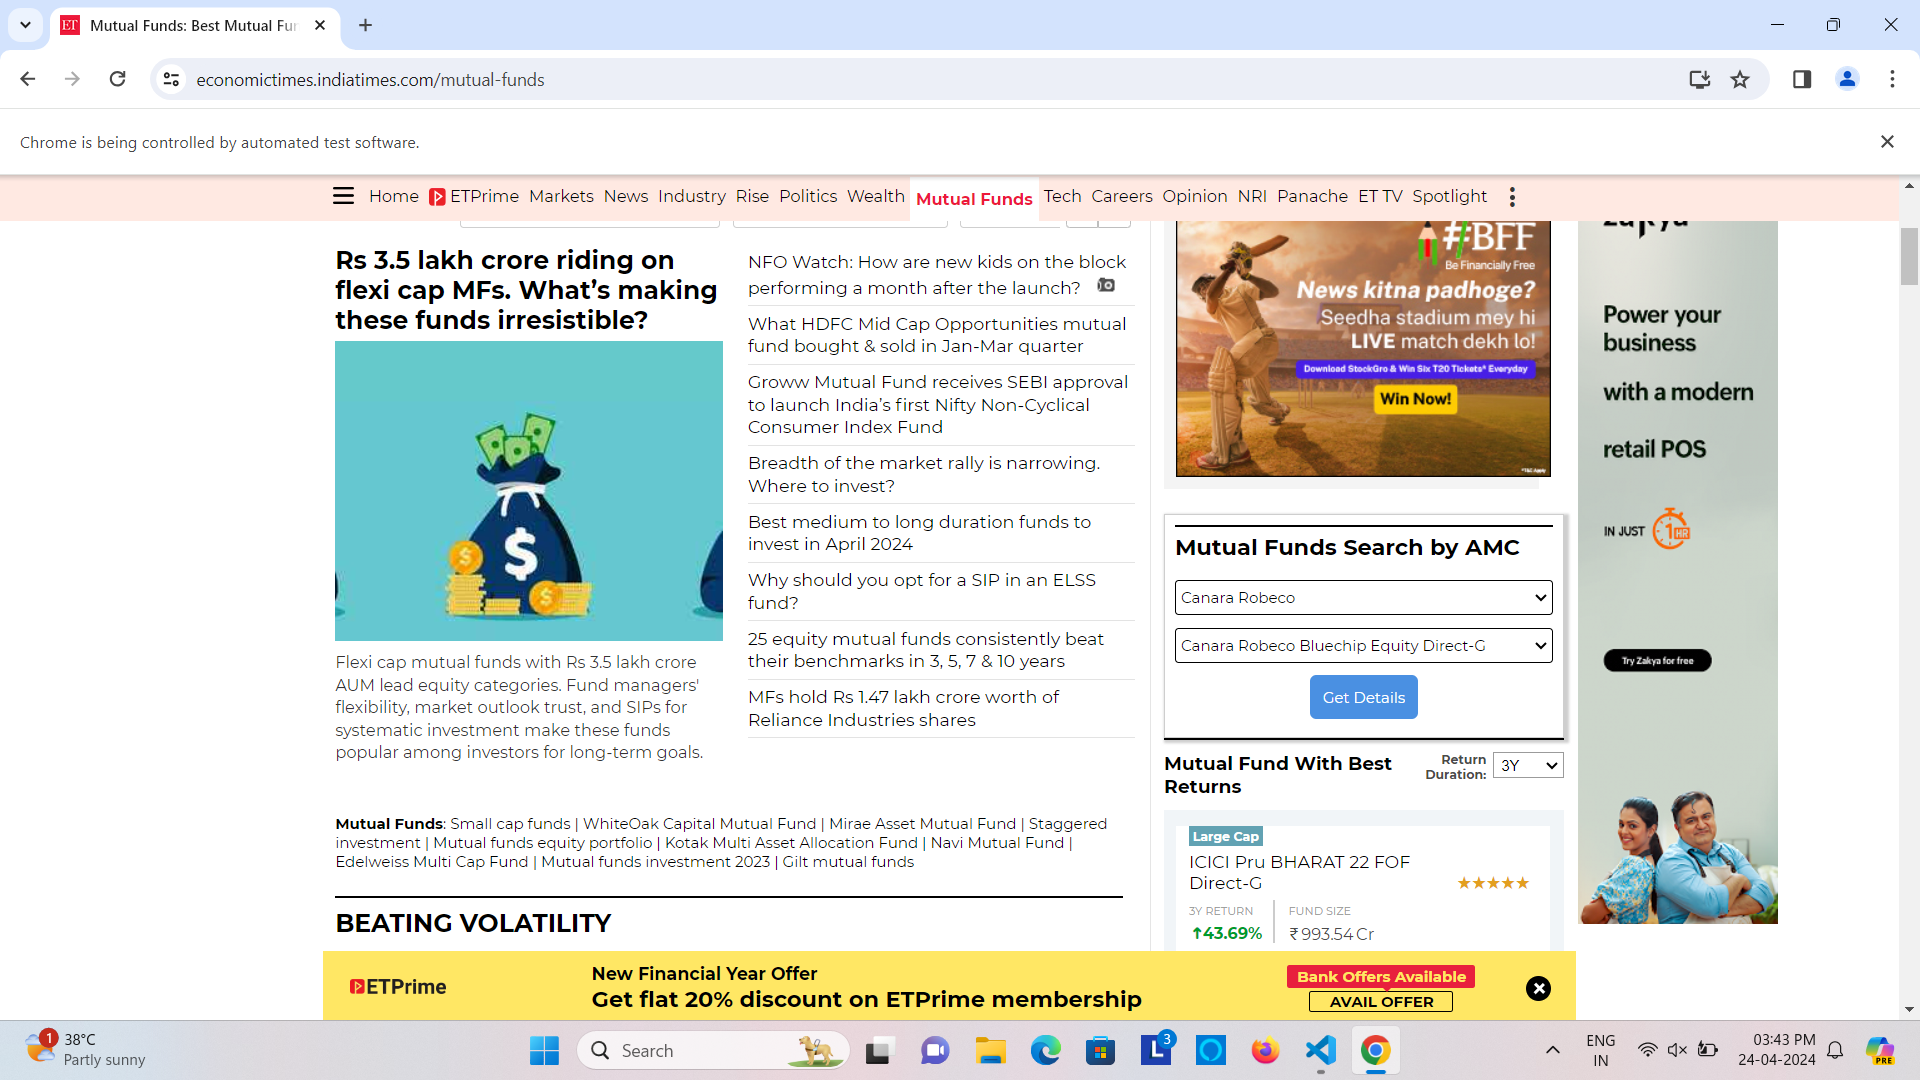 ET Mutual Funds: Best Mutual Fun
economictimes.indiatimes.com/mutual-funds
Chrome is being controlled by automated test software.
Home ETPrime Markets News Industry Rise Politics Wealth Mutual Funds Tech Careers Opinion NRI Panache ET TV Spotlight
Rs 3.5 lakh crore riding on
flexi cap MFs. What’s making
these funds irresistible?
Flexi cap mutual funds with Rs 3.5 lakh crore
AUM lead equity categories. Fund managers'
flexibility, market outlook trust, and SIPs for
systematic investment make these funds
popular among investors for long-term goals.
NFO Watch: How are new kids on the block
performing a month after the launch?
What HDFC Mid Cap Opportunities mutual
fund bought & sold in Jan-Mar quarter
Groww Mutual Fund receives SEBI approval
to launch India’s first Nifty Non-Cyclical
Consumer Index Fund
Breadth of the market rally is narrowing.
Where to invest?
Best medium to long duration funds to
invest in April 2024
Why should you opt for a SIP in an ELSS
fund?
25 equity mutual funds consistently beat
their benchmarks in 3, 5, 7 & 10 years
MFs hold Rs 1.47 lakh crore worth of
Reliance Industries shares
Mutual Funds: Small cap funds | WhiteOak Capital Mutual Fund | Mirae Asset Mutual Fund | Staggered
investment | Mutual funds equity portfolio | Kotak Multi Asset Allocation Fund | Navi Mutual Fund |
Edelweiss Multi Cap Fund | Mutual funds investment 2023 | Gilt mutual funds
BEATING VOLATILITY
#BFF
Be Financially Free
News kitna padhoge?
Seedha stadium mey hi
LIVE match dekh lo!
Download StockGro & Win Six T20 Tickets* Everyday
Win Now!
*T&C Apply
Mutual Funds Search by AMC
Canara Robeco
Canara Robeco Bluechip Equity Direct-G
Get Details
Mutual Fund With Best
Returns
Return
Duration:
3Y
Large Cap
ICICI Pru BHARAT 22 FOF
Direct-G
3Y RETURN
43.69%
FUND SIZE
₹ 993.54 Cr
Power your
business
with a modern
retail POS
IN JUST 1 HR
Try Zakya for free
ETPrime
New Financial Year Offer
Get flat 20% discount on ETPrime membership
Bank Offers Available
AVAIL OFFER
1
38°C
Partly sunny
Search
L
3
ENG
IN
03:43 PM
24-04-2024
PRE